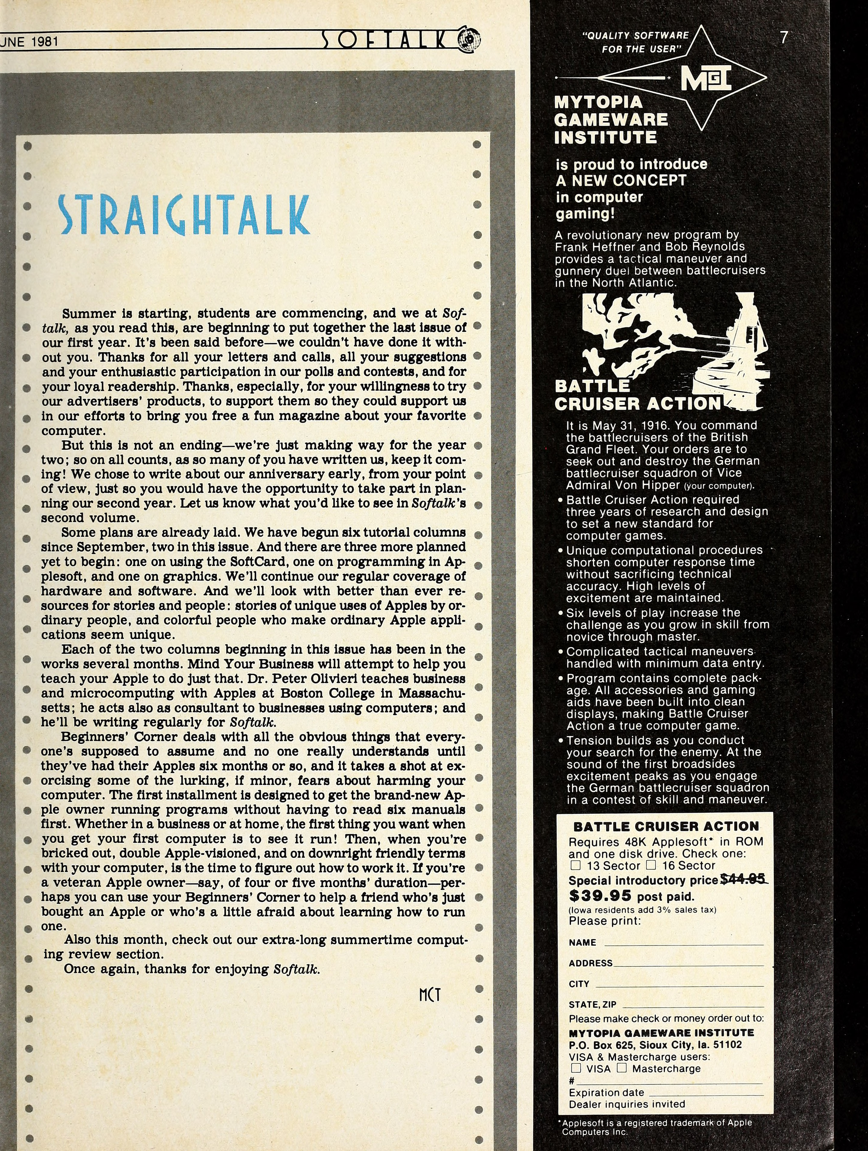 UNE 1981
SOFTALK
7
STRAIGHTALK
Summer is starting, students are commencing, and we at Sof-
talk, as you read this, are beginning to put together the last issue of
our first year. It's been said before—we couldn't have done it with-
out you. Thanks for all your letters and calls, all your suggestions
and your enthusiastic participation in our polls and contests, and for
your loyal readership. Thanks, especially, for your willingness to try
our advertisers' products, to support them so they could support us
in our efforts to bring you free a fun magazine about your favorite
computer.
But this is not an ending—we're just making way for the year
two; so on all counts, as so many of you have written us, keep it com-
ing! We chose to write about our anniversary early, from your point
of view, just so you would have the opportunity to take part in plan-
ning our second year. Let us know what you'd like to see in Softalk's
second volume.
Some plans are already laid. We have begun six tutorial columns
since September, two in this issue. And there are three more planned
yet to begin: one on using the SoftCard, one on programming in Ap-
plesoft, and one on graphics. We'll continue our regular coverage of
hardware and software. And we'll look with better than ever re-
sources for stories and people: stories of unique uses of Apples by or-
dinary people, and colorful people who make ordinary Apple appli-
cations seem unique.
Each of the two columns beginning in this issue has been in the
works several months. Mind Your Business will attempt to help you
teach your Apple to do just that. Dr. Peter Olivieri teaches business
and microcomputing with Apples at Boston College in Massachu-
setts; he acts also as consultant to businesses using computers; and
he'll be writing regularly for Softalk.
Beginners' Corner deals with all the obvious things that every-
one's supposed to assume and no one really understands until
they've had their Apples six months or so, and it takes a shot at ex-
orcising some of the lurking, if minor, fears about harming your
computer. The first installment is designed to get the brand-new Ap-
ple owner running programs without having to read six manuals
first. Whether in a business or at home, the first thing you want when
you get your first computer is to see it run! Then, when you're
bricked out, double Apple-visioned, and on downright friendly terms
with your computer, is the time to figure out how to work it. If you're
a veteran Apple owner—say, of four or five months' duration—per-
haps you can use your Beginners' Corner to help a friend who's just
bought an Apple or who's a little afraid about learning how to run
one.
Also this month, check out our extra-long summertime comput-
ing review section.
Once again, thanks for enjoying Softalk.
MCT
"QUALITY SOFTWARE
FOR THE USER"
MGI
MYTOPIA
GAMEWARE
INSTITUTE
is proud to introduce
A NEW CONCEPT
in computer
gaming!
A revolutionary new program by
Frank Heffner and Bob Reynolds
provides a tactical maneuver and
gunnery duel between battlecruisers
in the North Atlantic.
BATTLE
CRUISER ACTION
It is May 31, 1916. You command
the battlecruisers of the British
Grand Fleet. Your orders are to
seek out and destroy the German
battlecruiser squadron of Vice
Admiral Von Hipper (your computer).
• Battle Cruiser Action required
three years of research and design
to set a new standard for
computer games.
• Unique computational procedures
shorten computer response time
without sacrificing technical
accuracy. High levels of
excitement are maintained.
• Six levels of play increase the
challenge as you grow in skill from
novice through master.
• Complicated tactical maneuvers
handled with minimum data entry.
• Program contains complete pack-
age. All accessories and gaming
aids have been built into clean
displays, making Battle Cruiser
Action a true computer game.
• Tension builds as you conduct
your search for the enemy. At the
sound of the first broadsides
excitement peaks as you engage
the German battlecruiser squadron
in a contest of skill and maneuver.
BATTLE CRUISER ACTION
Requires 48K Applesoft* in ROM
and one disk drive. Check one:
☐ 13 Sector ☐ 16 Sector
Special introductory price $44.95
$39.95 post paid.
(Iowa residents add 3% sales tax)
Please print:
NAME
ADDRESS
CITY
STATE, ZIP
Please make check or money order out to:
MYTOPIA GAMEWARE INSTITUTE
P.O. Box 625, Sioux City, Ia. 51102
VISA & Mastercharge users:
☐ VISA ☐ Mastercharge
#
Expiration date
Dealer inquiries invited
*Applesoft is a registered trademark of Apple
Computers Inc.